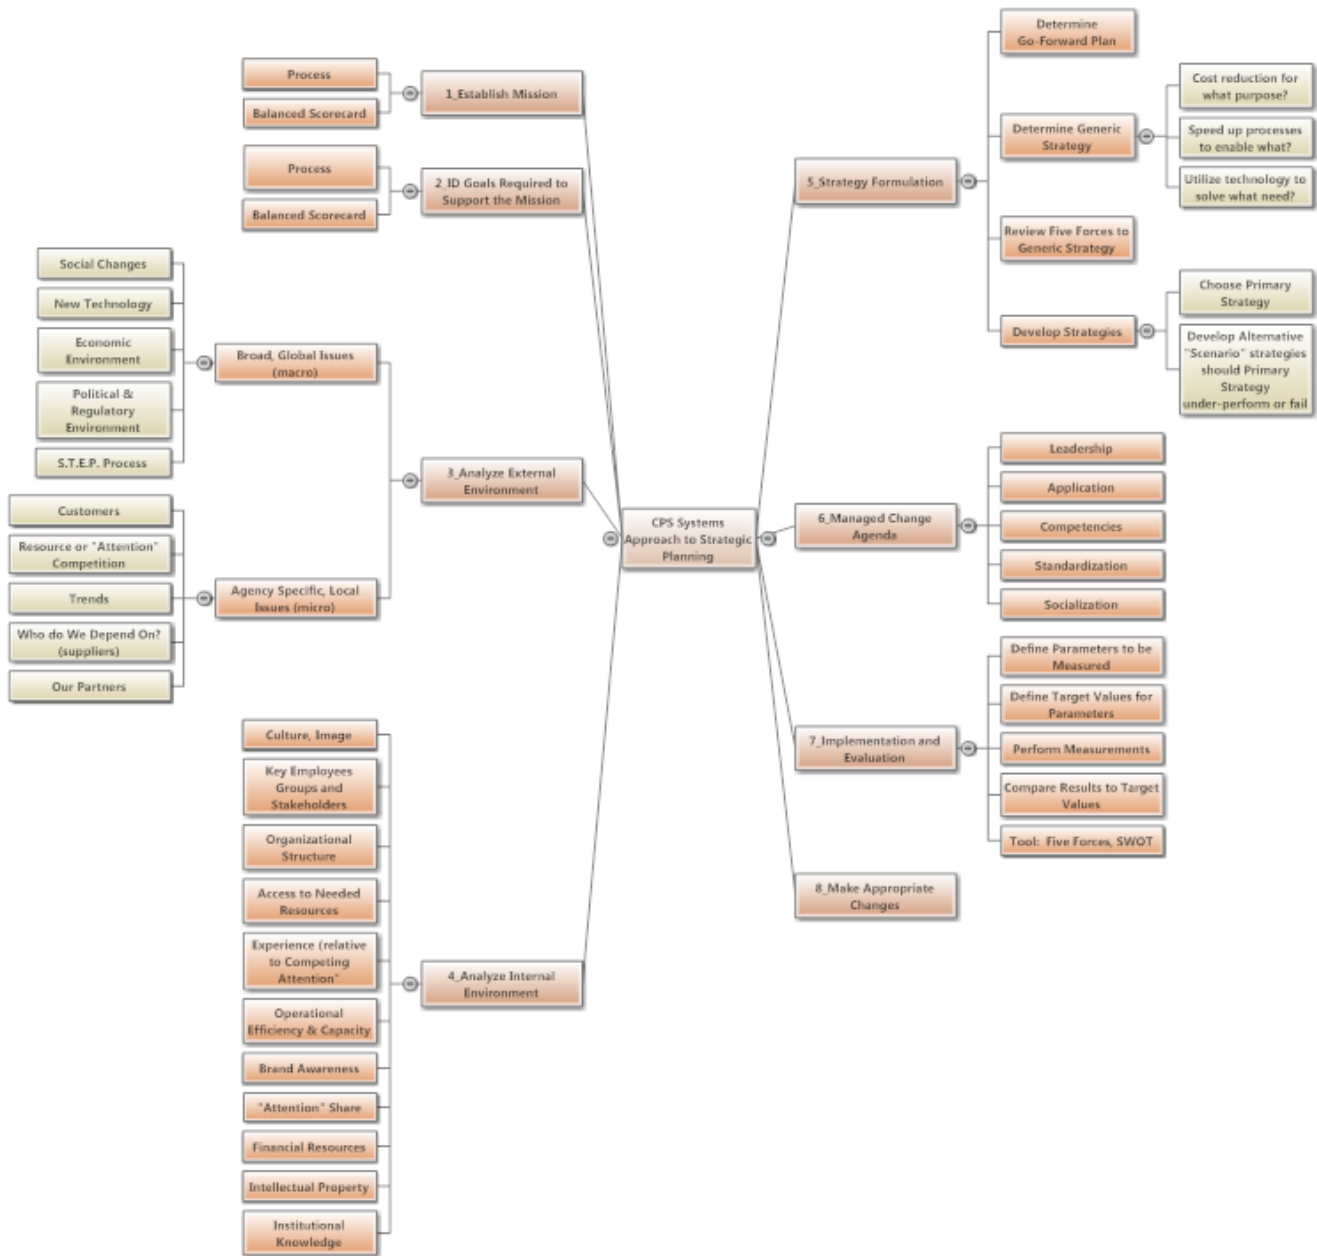 CPS Systems
Approach to Strategic
Planning
1_Establish Mission
Process
Balanced Scorecard
2_ID Goals Required to
Support the Mission
Process
Balanced Scorecard
3_Analyze External
Environment
Broad, Global Issues
(macro)
Social Changes
New Technology
Economic
Environment
Political &
Regulatory
Environment
S.T.E.P. Process
Agency Specific, Local
Issues (micro)
Customers
Resource or "Attention"
Competition
Trends
Who do We Depend On?
(suppliers)
Our Partners
4_Analyze Internal
Environment
Culture, Image
Key Employees
Groups and
Stakeholders
Organizational
Structure
Access to Needed
Resources
Experience (relative
to Competing
Attention"
Operational
Efficiency & Capacity
Brand Awareness
"Attention" Share
Financial Resources
Intellectual Property
Institutional
Knowledge
5_Strategy Formulation
Determine
Go-Forward Plan
Determine Generic
Strategy
Cost reduction for
what purpose?
Speed up processes
to enable what?
Utilize technology to
solve what need?
Review Five Forces to
Generic Strategy
Develop Strategies
Choose Primary
Strategy
Develop Alternative
"Scenario" strategies
should Primary
Strategy
under-perform or fail
6_Managed Change
Agenda
Leadership
Application
Competencies
Standardization
Socialization
7_Implementation and
Evaluation
Define Parameters to be
Measured
Define Target Values for
Parameters
Perform Measurements
Compare Results to Target
Values
Tool: Five Forces, SWOT
8_Make Appropriate
Changes